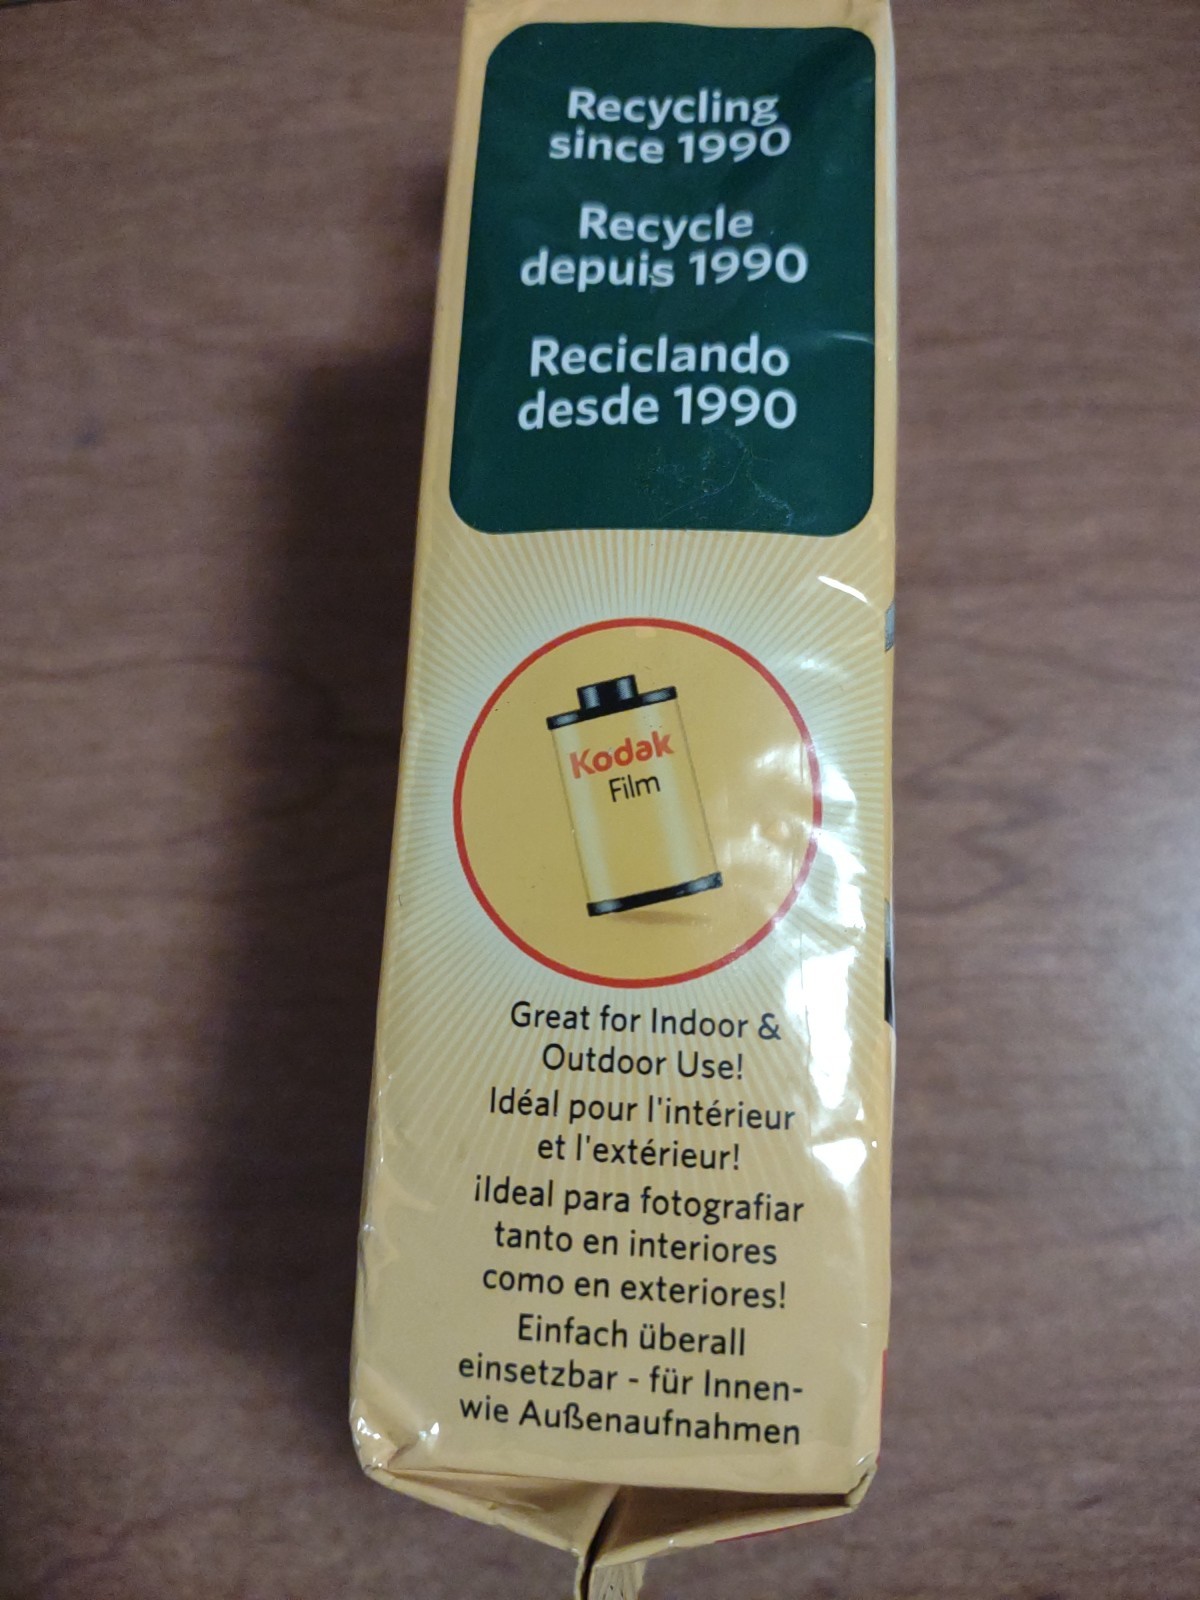 Recycling
since 1990
Recycle
depuis 1990
Reciclando
desde 1990
Kodak
Film
Great for Indoor &
Outdoor Use!
Idéal pour l'intérieur
et l'extérieur!
¡Ideal para fotografiar
tanto en interiores
como en exteriores!
Einfach überall
einsetzbar - für Innen-
wie Außenaufnahmen